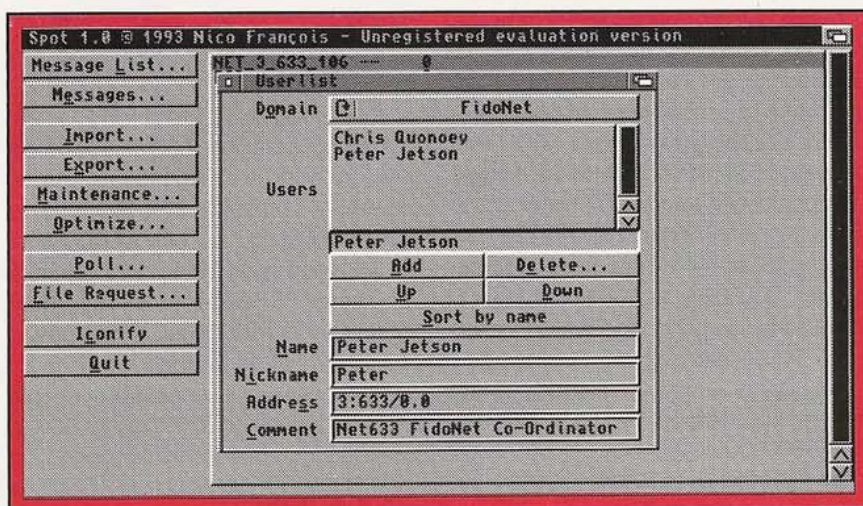 Spot 1.0 © 1993 Nico François - Unregistered evaluation version
Message List...
Messages...
Import...
Export...
Maintenance...
Optimize...
Poll...
File Request...
Iconify
Quit
NET_3_633_106 -- 0
Userlist
Domain FidoNet
Users
Chris Quonoey
Peter Jetson
Peter Jetson
Add Delete...
Up Down
Sort by name
Name Peter Jetson
Nickname Peter
Address 3:633/0.0
Comment Net633 FidoNet Co-Ordinator